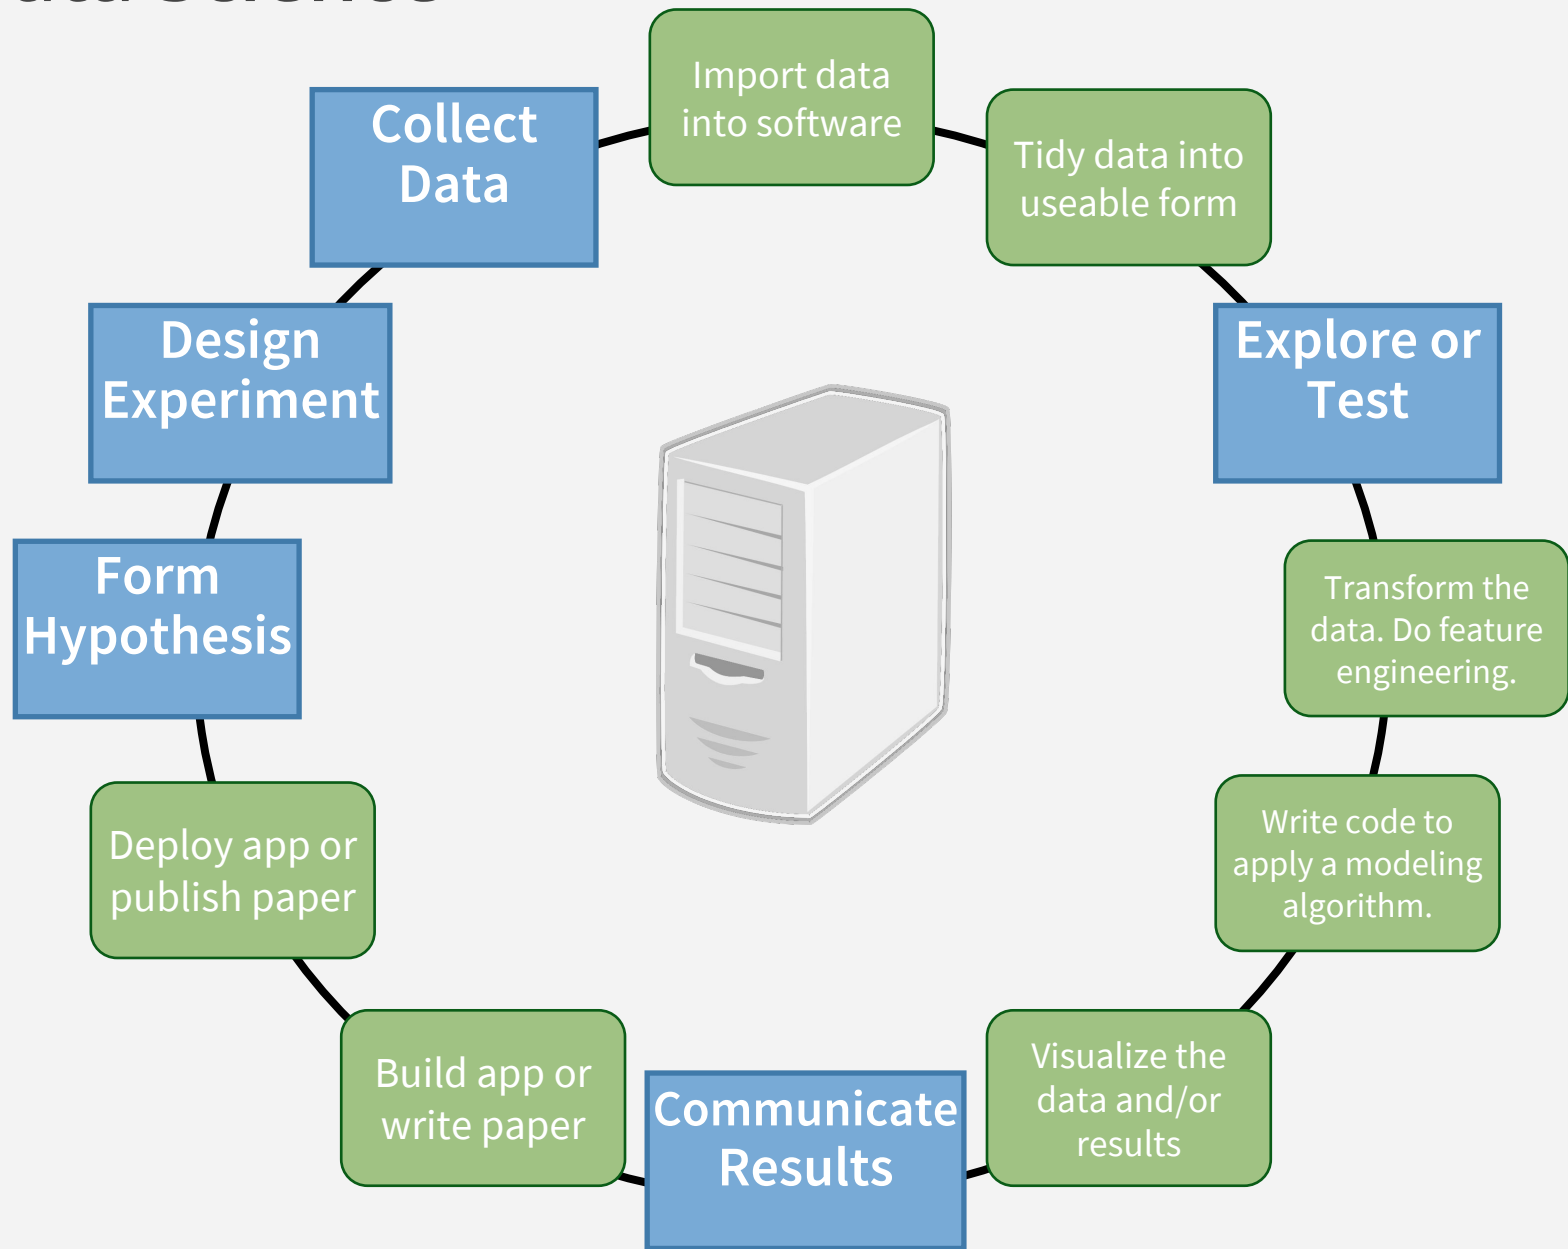 Import data
into software
Collect
Data
Tidy data into
useable form
Design
Experiment
Explore or
Test
Form
Hypothesis
Transform the
data. Do feature
engineering.
Deploy app or
publish paper
Write code to
apply a modeling
algorithm.
Build app or
write paper
Communicate
Results
Visualize the
data and/or
results